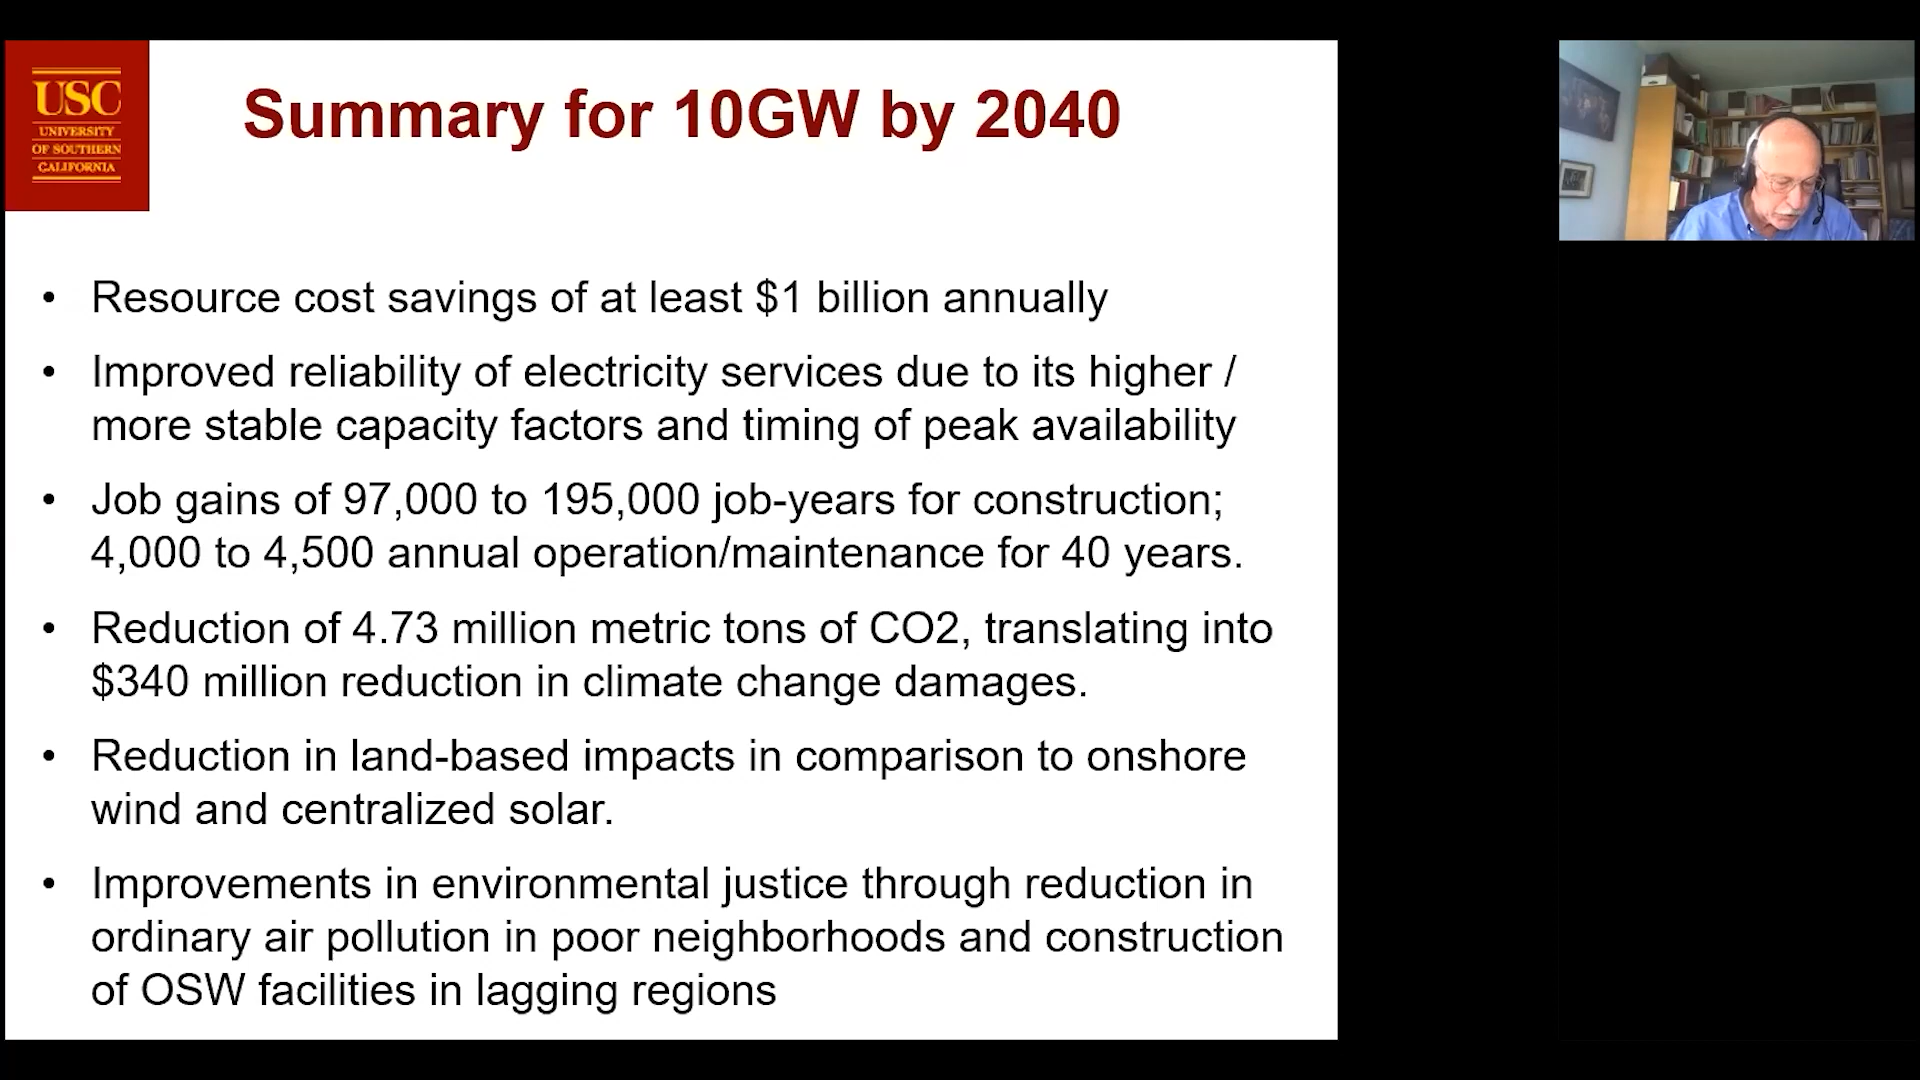 USC
UNIVERSITY
OF SOUTHERN
CALIFORNIA
Summary for 10GW by 2040
• Resource cost savings of at least $1 billion annually
• Improved reliability of electricity services due to its higher /
more stable capacity factors and timing of peak availability
• Job gains of 97,000 to 195,000 job-years for construction;
4,000 to 4,500 annual operation/maintenance for 40 years.
• Reduction of 4.73 million metric tons of CO2, translating into
$340 million reduction in climate change damages.
• Reduction in land-based impacts in comparison to onshore
wind and centralized solar.
• Improvements in environmental justice through reduction in
ordinary air pollution in poor neighborhoods and construction
of OSW facilities in lagging regions